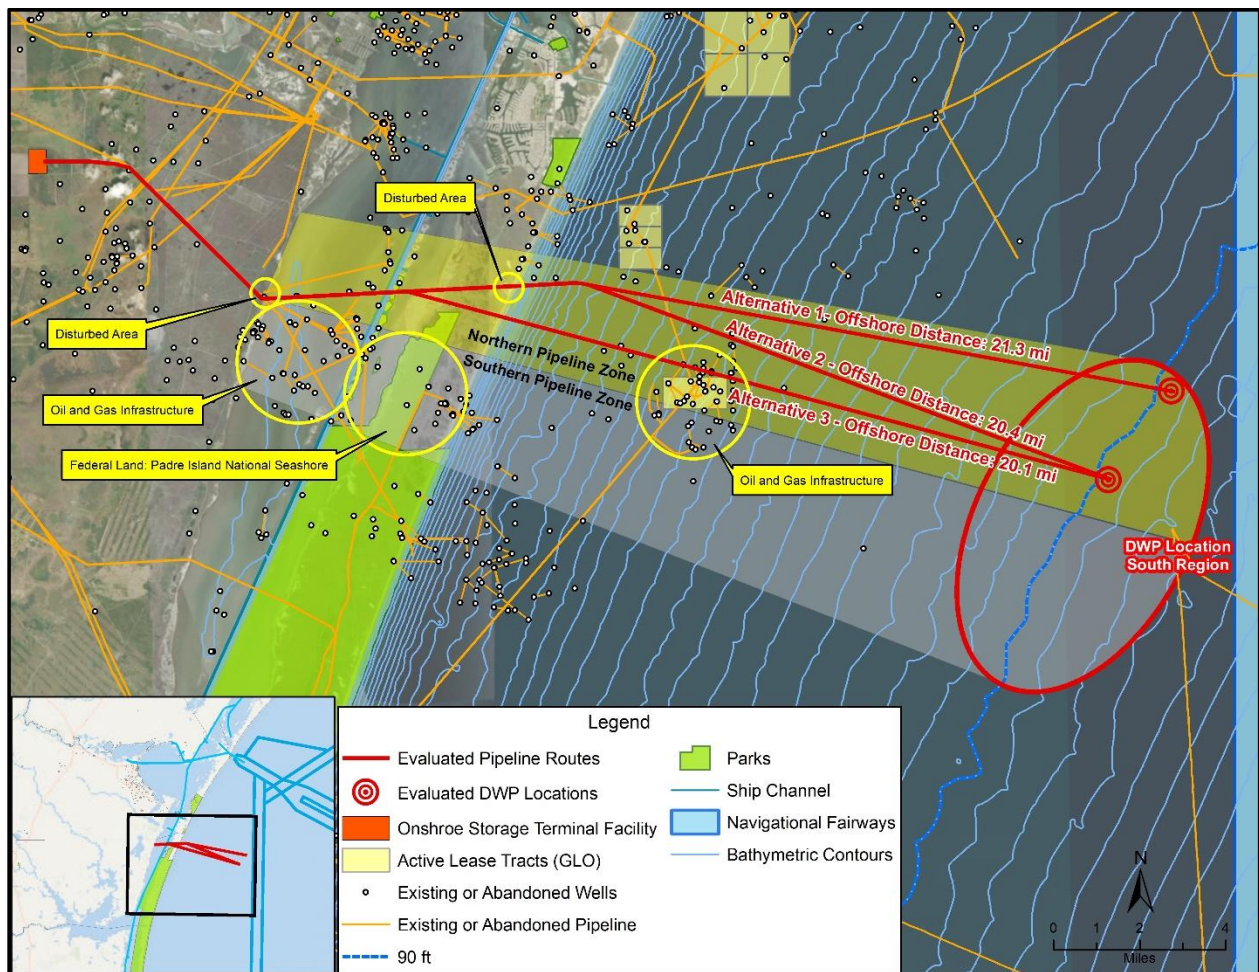 Disturbed Area
Disturbed Area
Oil and Gas Infrastructure
Federal Land: Padre Island National Seashore
Northern Pipeline Zone
Southern Pipeline Zone
Alternative 1 - Offshore Distance: 21.3 mi
Alternative 2 - Offshore Distance: 20.4 mi
Alternative 3 - Offshore Distance: 20.1 mi
Oil and Gas Infrastructure
DWP Location
South Region
Legend
Evaluated Pipeline Routes
Evaluated DWP Locations
Onshroe Storage Terminal Facility
Active Lease Tracts (GLO)
Existing or Abandoned Wells
Existing or Abandoned Pipeline
90 ft
Parks
Ship Channel
Navigational Fairways
Bathymetric Contours
N
0 2 4
Miles